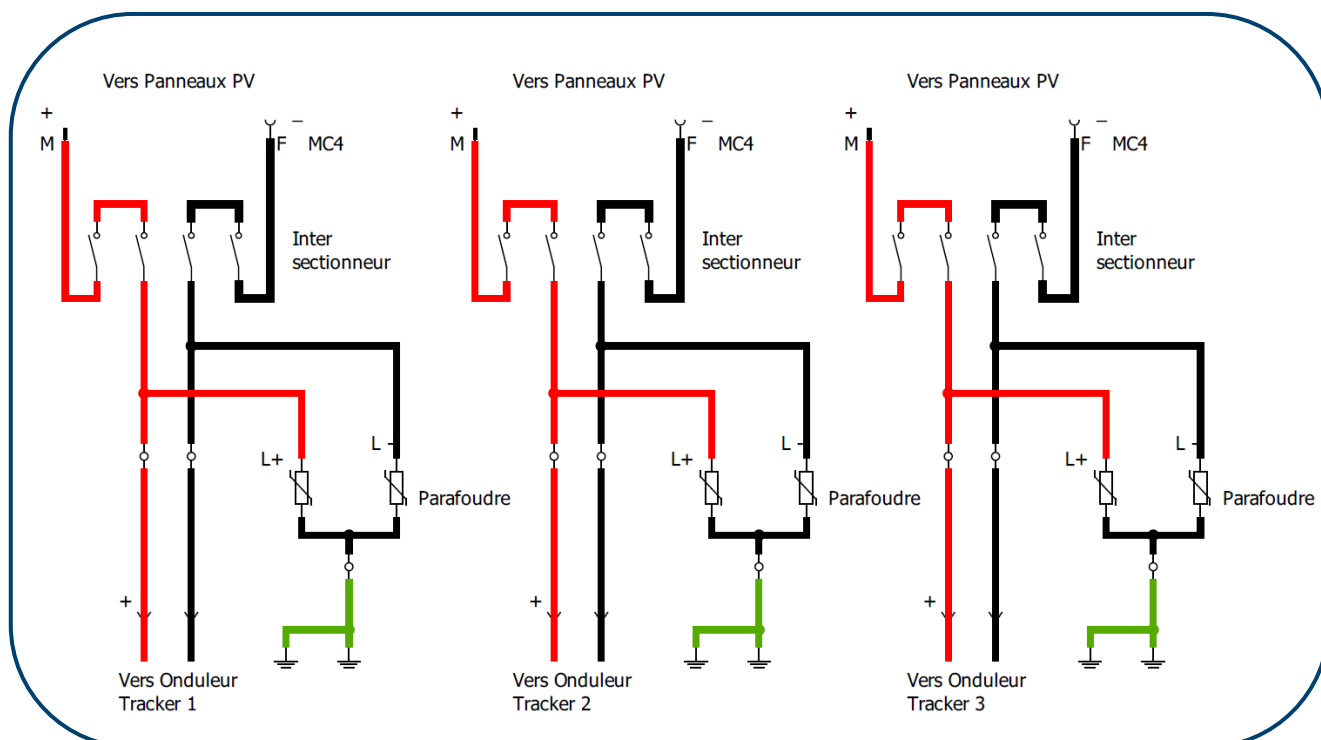 Vers Panneaux PV
+
–
M
F MC4
Inter
sectionneur
L -
L+
Parafoudre
+
Vers Onduleur
Tracker 1
Vers Panneaux PV
+
–
M
F MC4
Inter
sectionneur
L -
L+
Parafoudre
+
Vers Onduleur
Tracker 2
Vers Panneaux PV
+
–
M
F MC4
Inter
sectionneur
L -
L+
Parafoudre
+
Vers Onduleur
Tracker 3